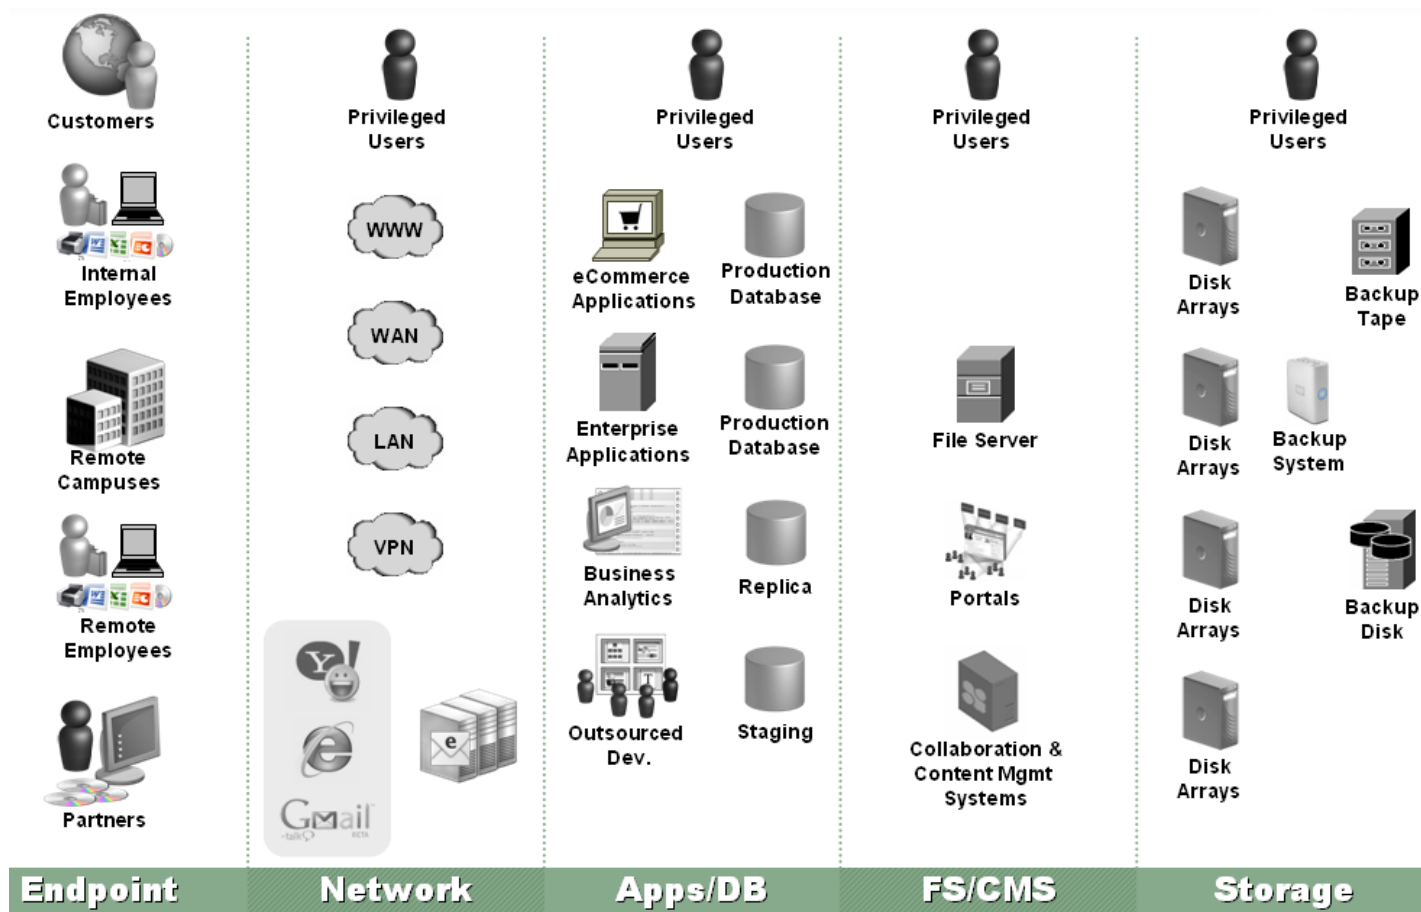 Customers
Internal
Employees
Remote
Campuses
Remote
Employees
Partners
Endpoint
Privileged
Users
WWW
WAN
LAN
VPN
Y!
e
e
Gmail
talk
BETA
Network
Privileged
Users
eCommerce
Applications
Production
Database
Enterprise
Applications
Production
Database
Business
Analytics
Replica
Outsourced
Dev.
Staging
Apps/DB
Privileged
Users
File Server
Portals
Collaboration &
Content Mgmt
Systems
FS/CMS
Privileged
Users
Disk
Arrays
Backup
Tape
Disk
Arrays
Backup
System
Disk
Arrays
Backup
Disk
Disk
Arrays
Storage